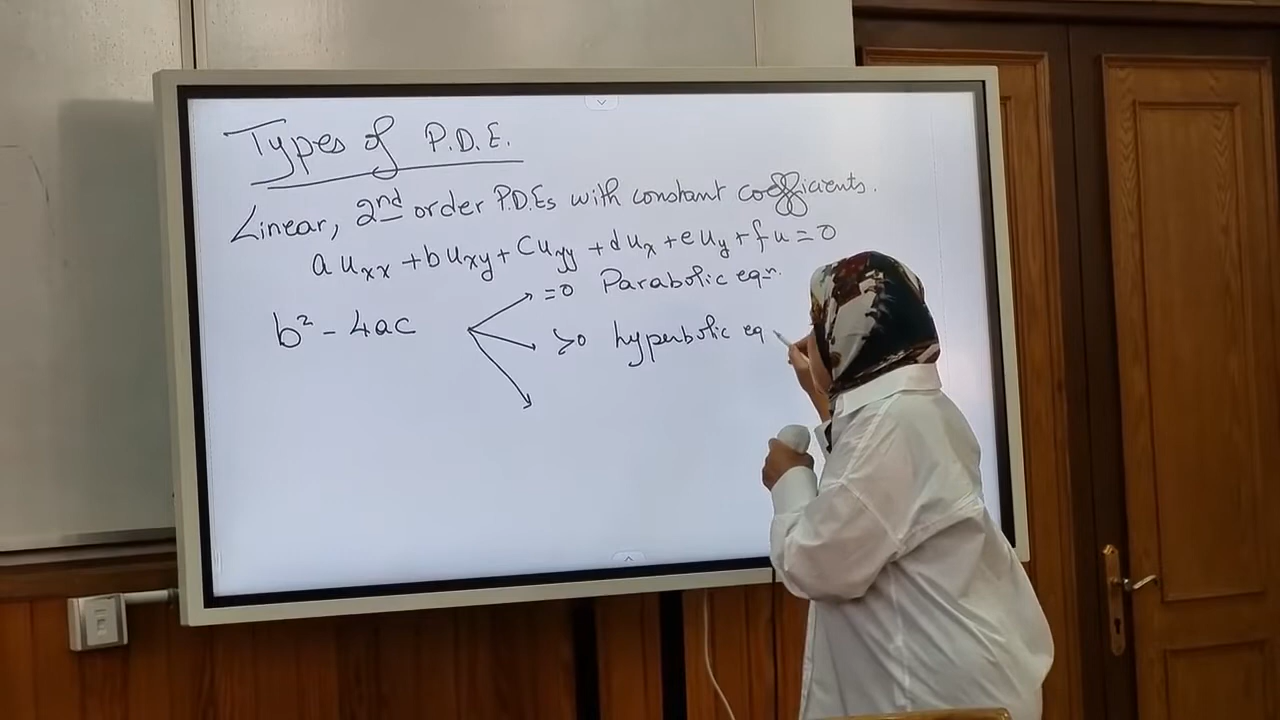 Types of P.D.E.
Linear, 2nd order P.D.Es with constant coefficients.
a uxx + b uxy + c uyy + d ux + e uy + f u = 0
b² - 4ac
=0 Parabolic eqn.
>0 hyperbolic eq